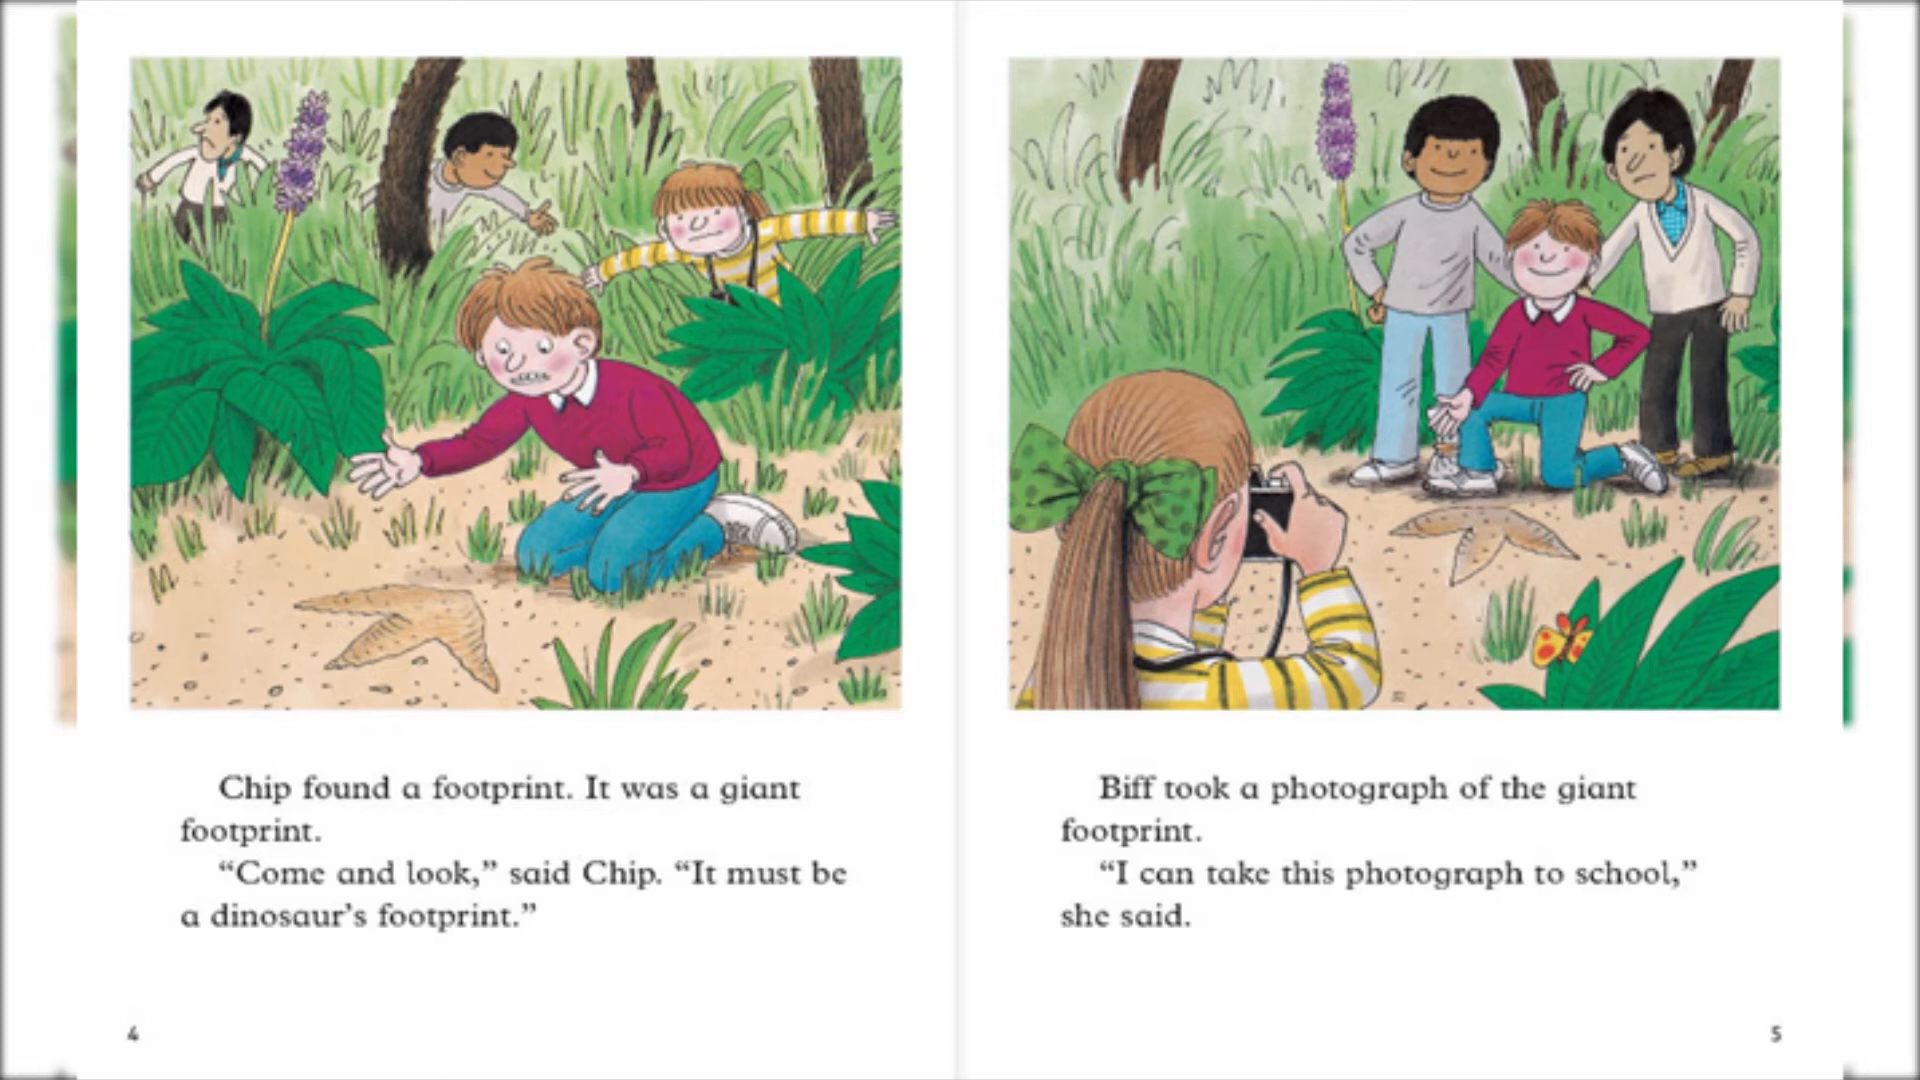 Chip found a footprint. It was a giant
footprint.
“Come and look,” said Chip. “It must be
a dinosaur’s footprint.”
4
Biff took a photograph of the giant
footprint.
“I can take this photograph to school,”
she said.
5